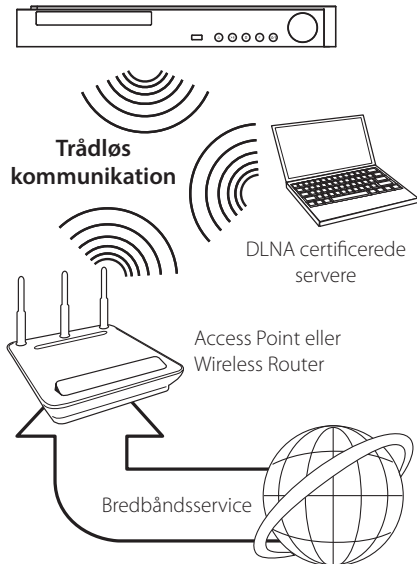 Trådløs
kommunikation
DLNA certificerede
servere
Access Point eller
Wireless Router
Bredbåndsservice